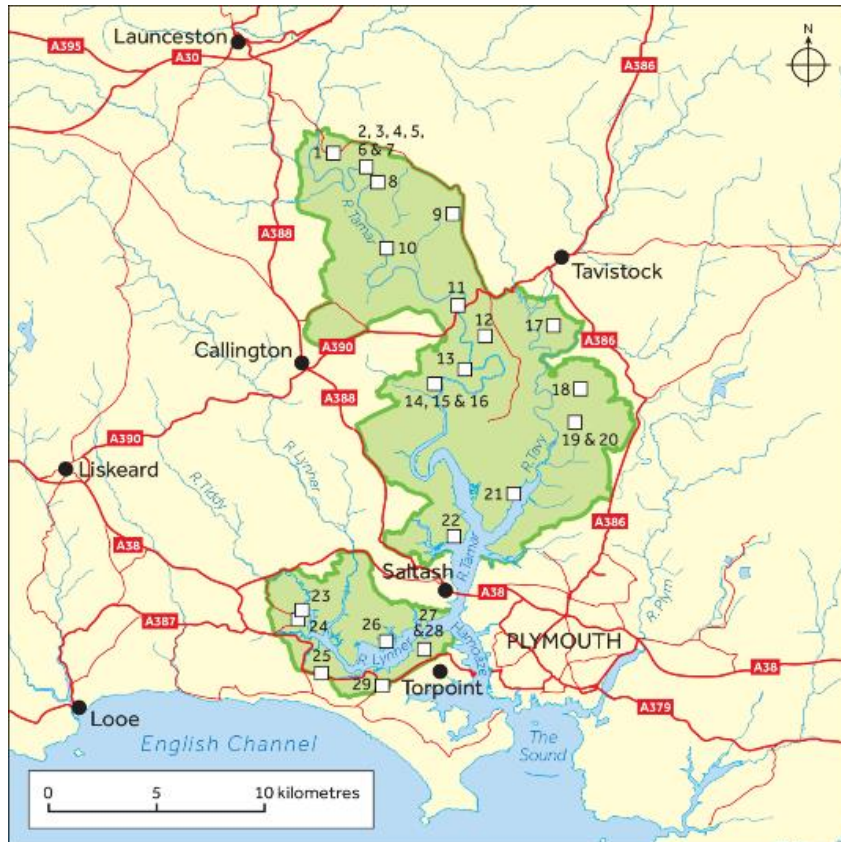 Launceston
A395
A30
A386
N
2, 3, 4, 5,
6 & 7
1
8
9
R.Tamar
A388
10
Tavistock
11
12
17
A390
A386
Callington
13
A388
18
14, 15 & 16
19 & 20
A390
R.Lynher
R.Tavy
Liskeard
R.Tiddy
21
A386
22
A38
R.Tamar
Saltash
A38
R.Plym
23
24
A387
26
27
& 28
Hamoaze
PLYMOUTH
R.Lynher
25
A38
29
Torpoint
Looe
A379
English Channel
The
Sound
0 5 10 kilometres